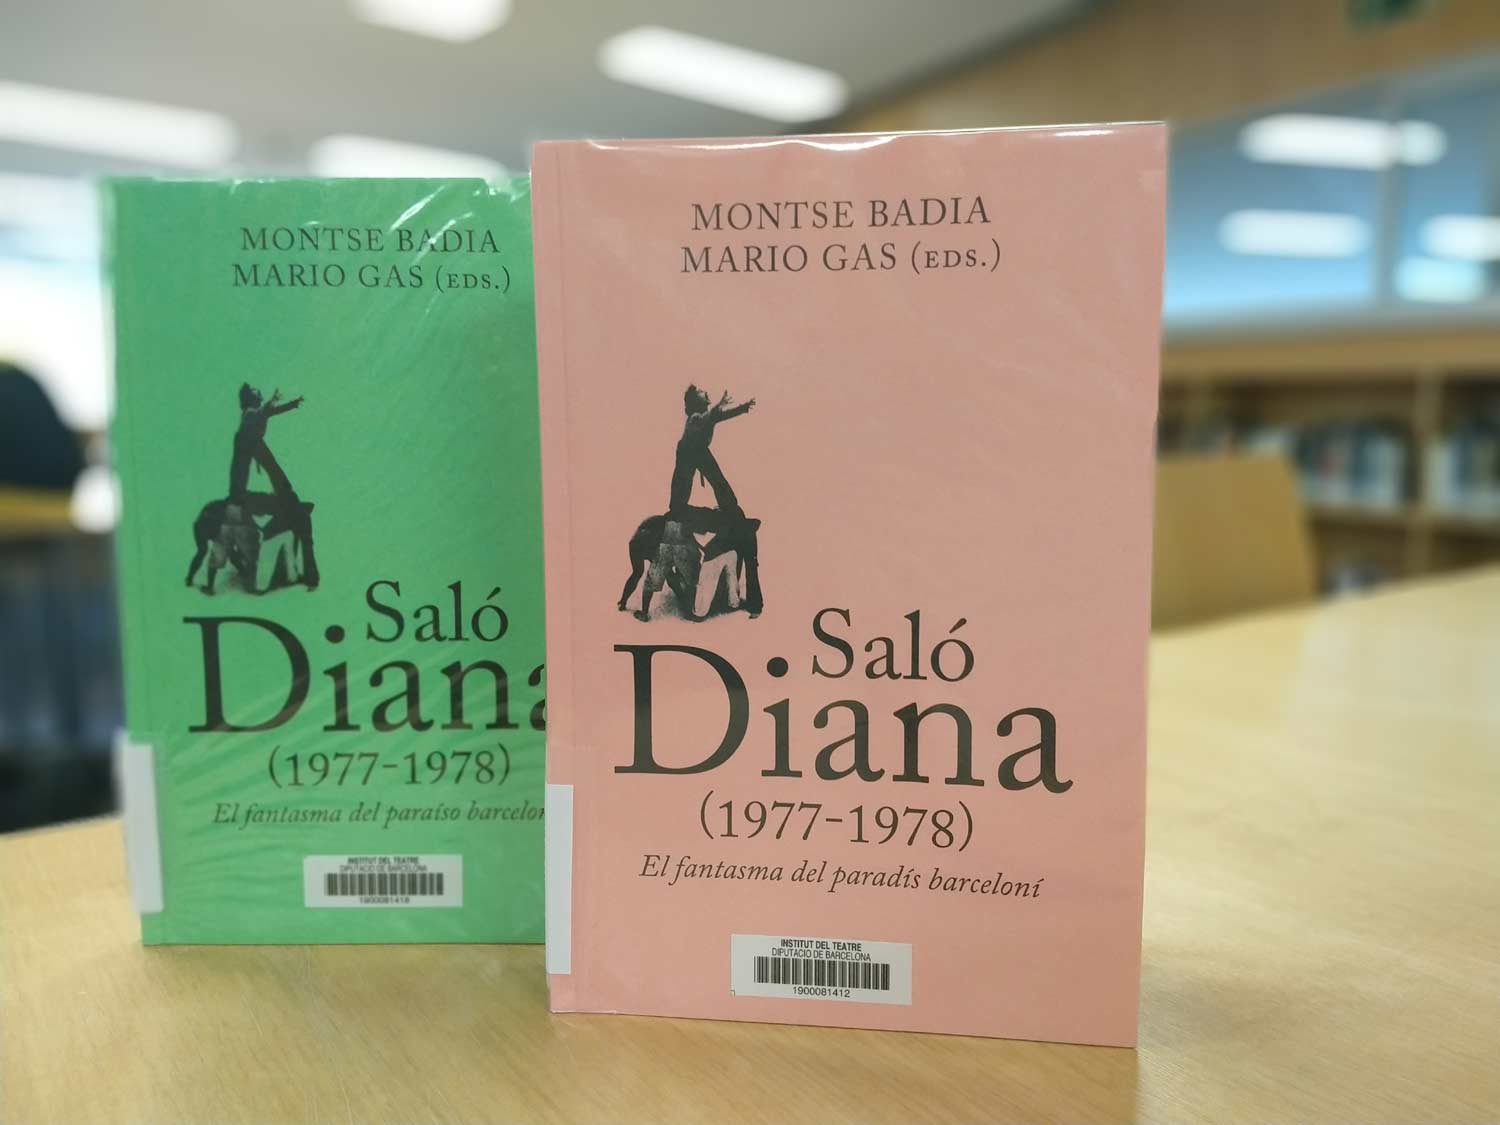 MONTSE BADIA
MARIO GAS (EDS.)
Saló
Diana
(1977-1978)
El fantasma del paraíso barcelon
INSTITUT DEL TEATRE
DIPUTACIO DE BARCELONA
MONTSE BADIA
MARIO GAS (EDS.)
Saló
Diana
(1977-1978)
El fantasma del paradís barceloní
INSTITUT DEL TEATRE
DIPUTACIO DE BARCELONA
1900081412